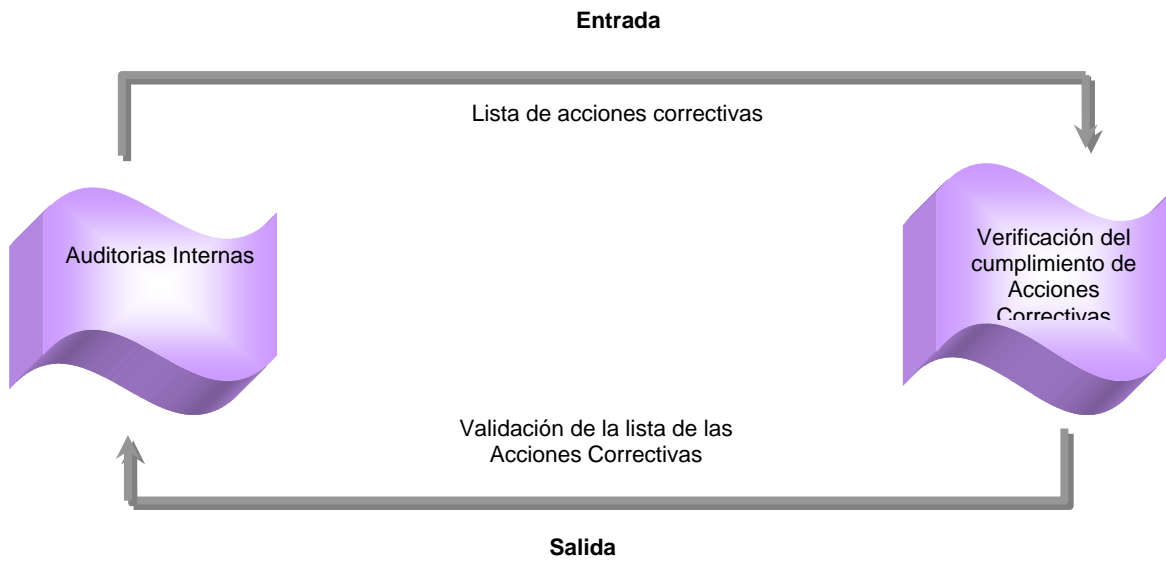 Entrada
Lista de acciones correctivas
Auditorias Internas
Verificación del
cumplimiento de
Acciones
Correctivas
Validación de la lista de las
Acciones Correctivas
Salida